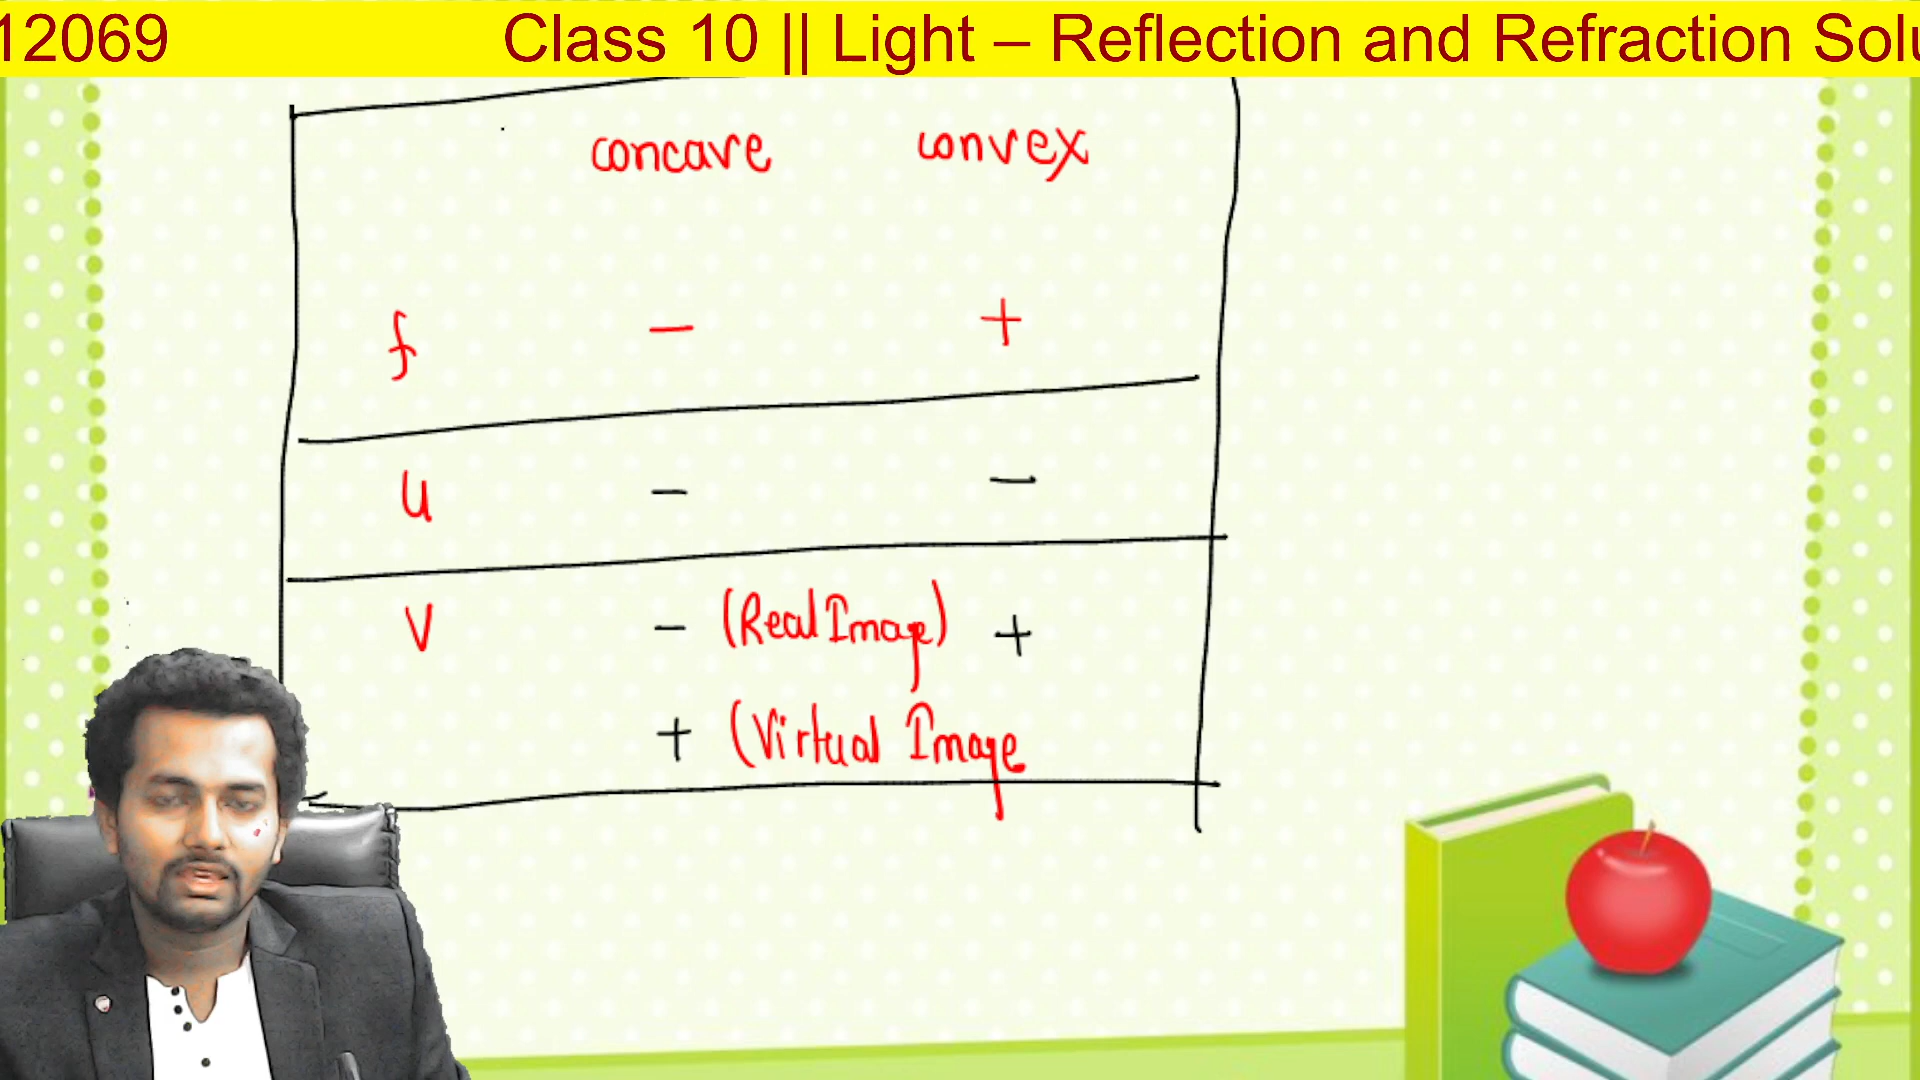 12069 Class 10 || Light – Reflection and Refraction Solu
concave convex
f - +
u - -
v - (Real Image) +
+ (Virtual Image